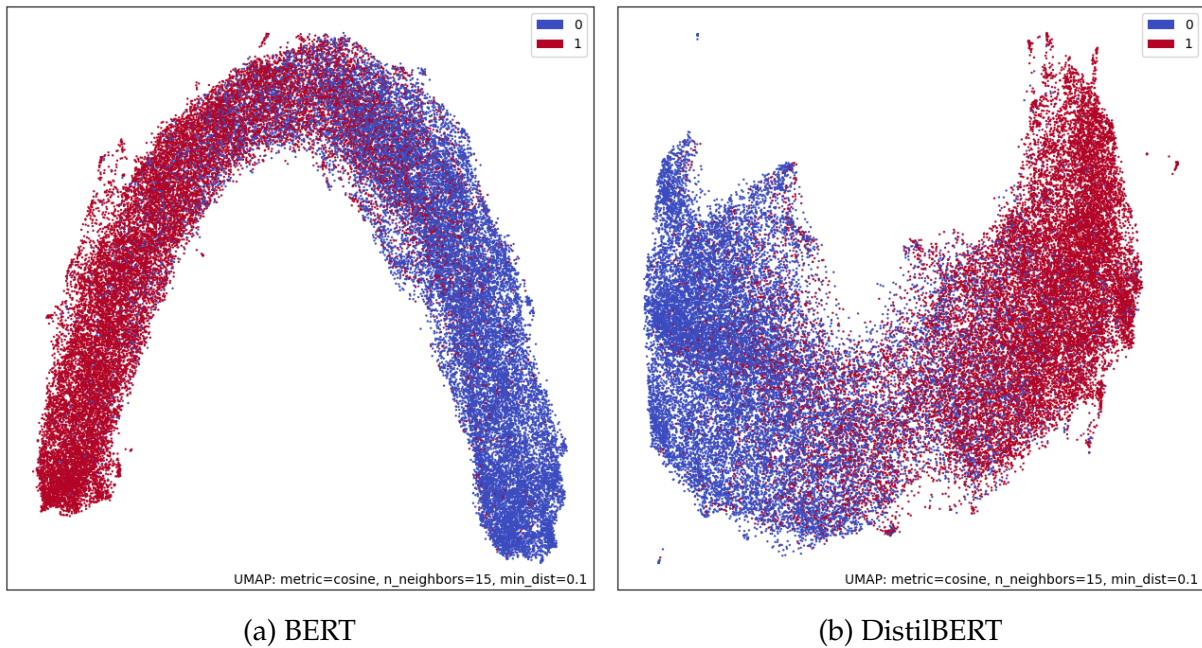 0
1
UMAP: metric=cosine, n_neighbors=15, min_dist=0.1
(a) BERT
0
1
UMAP: metric=cosine, n_neighbors=15, min_dist=0.1
(b) DistilBERT